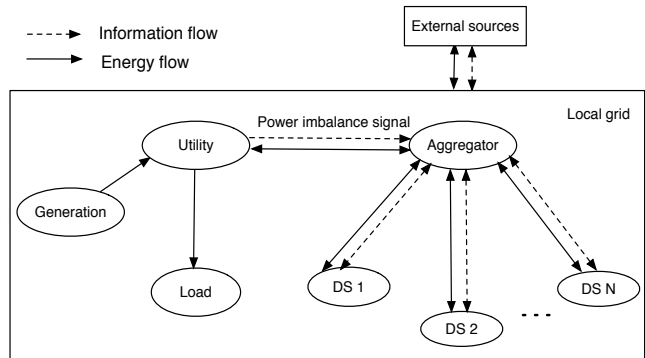 External sources
Information flow
Energy flow
Power imbalance signal
Local grid
Utility
Aggregator
Generation
Load
DS 1
DS 2
DS N